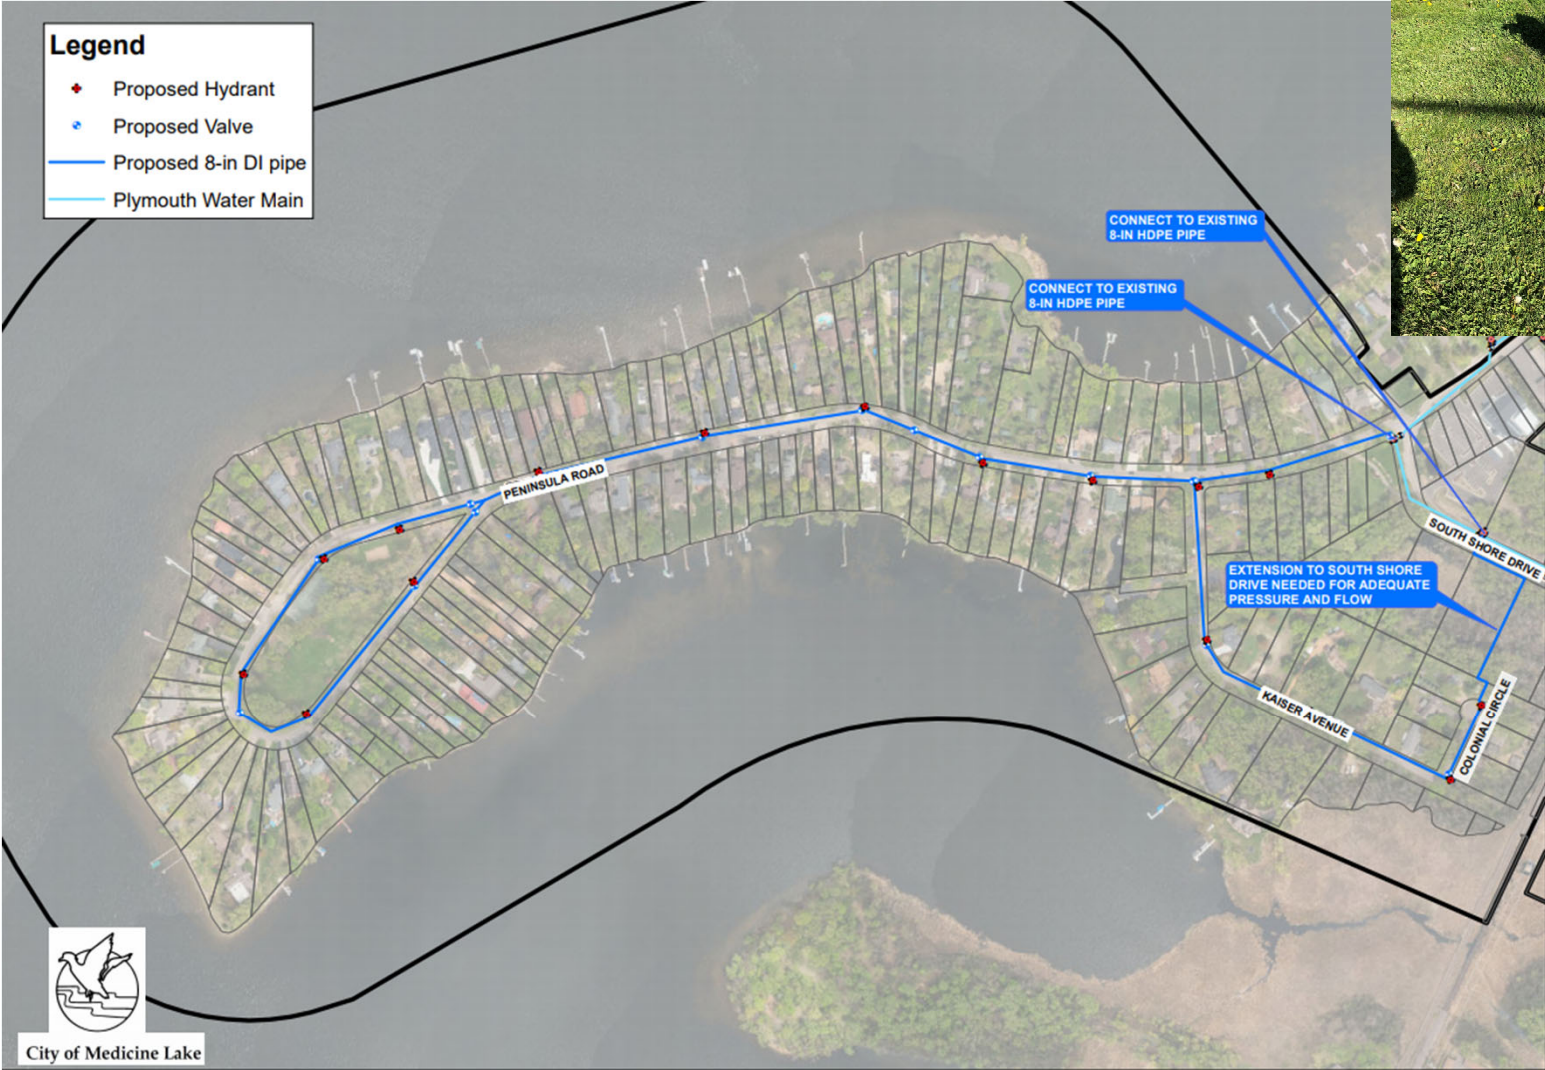 Legend
Proposed Hydrant
Proposed Valve
Proposed 8-in DI pipe
Plymouth Water Main
CONNECT TO EXISTING
8-IN HDPE PIPE
CONNECT TO EXISTING
8-IN HDPE PIPE
PENINSULA ROAD
SOUTH SHORE DRIVE
EXTENSION TO SOUTH SHORE
DRIVE NEEDED FOR ADEQUATE
PRESSURE AND FLOW
KAISER AVENUE
COLONIAL CIRCLE
City of Medicine Lake